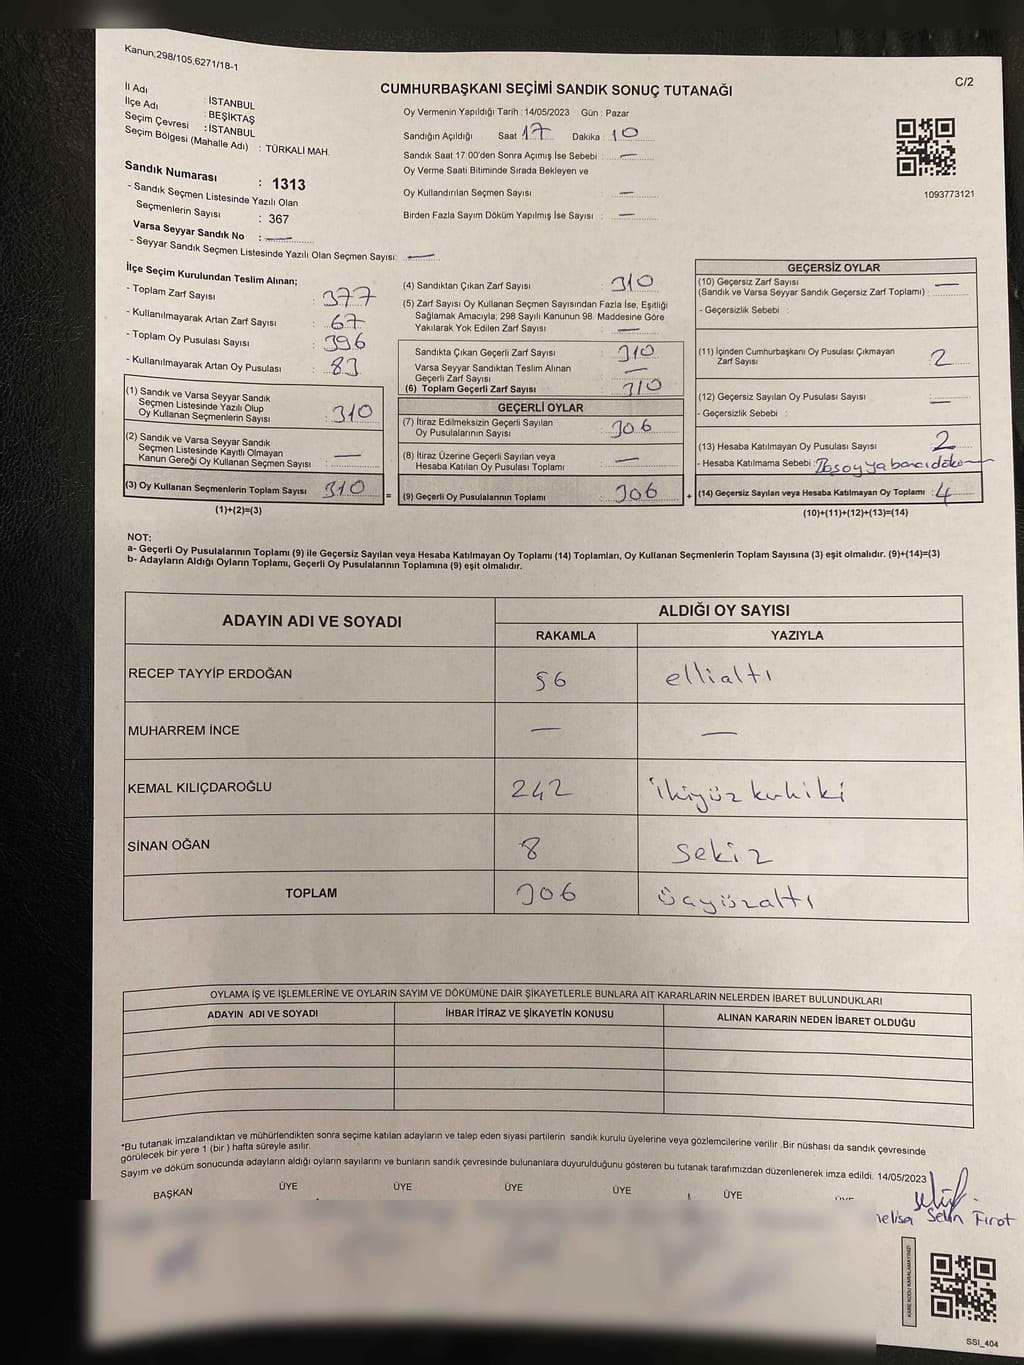 Kanun;298/105,6271/18-1
C/2
CUMHURBAŞKANI SEÇİMİ SANDIK SONUÇ TUTANAĞI
İl Adı : İSTANBUL
İlçe Adı : BEŞİKTAŞ
Seçim Çevresi : İSTANBUL
Seçim Bölgesi (Mahalle Adı) : TÜRKALİ MAH.
Sandık Numarası : 1313
- Sandık Seçmen Listesinde Yazılı Olan
Seçmenlerin Sayısı : 367
Varsa Seyyar Sandık No : —
- Seyyar Sandık Seçmen Listesinde Yazılı Olan Seçmen Sayısı: —
Oy Vermenin Yapıldığı Tarih : 14/05/2023 Gün : Pazar
Sandığın Açıldığı Saat 17 Dakika : 10
Sandık Saat 17:00'den Sonra Açımış İse Sebebi : —
Oy Verme Saati Bitiminde Sırada Bekleyen ve
Oy Kullandırılan Seçmen Sayısı : —
Birden Fazla Sayım Döküm Yapılmış İse Sayısı : —
1093773121
İlçe Seçim Kurulundan Teslim Alınan;
- Toplam Zarf Sayısı : 377
- Kullanılmayarak Artan Zarf Sayısı : 67
- Toplam Oy Pusulası Sayısı : 396
- Kullanılmayarak Artan Oy Pusulası : 83
(1) Sandık ve Varsa Seyyar Sandık
Seçmen Listesinde Yazılı Olup
Oy Kullanan Seçmenlerin Sayısı : 310
(2) Sandık ve Varsa Seyyar Sandık
Seçmen Listesinde Kayıtlı Olmayan
Kanun Gereği Oy Kullanan Seçmen Sayısı : —
(3) Oy Kullanan Seçmenlerin Toplam Sayısı 310
(1)+(2)=(3)
=
(4) Sandıktan Çıkan Zarf Sayısı : 310
(5) Zarf Sayısı Oy Kullanan Seçmen Sayısından Fazla İse, Eşitliği
Sağlamak Amacıyla; 298 Sayılı Kanunun 98. Maddesine Göre
Yakılarak Yok Edilen Zarf Sayısı : —
Sandıkta Çıkan Geçerli Zarf Sayısı : 310
Varsa Seyyar Sandıktan Teslim Alınan
Geçerli Zarf Sayısı : —
(6) Toplam Geçerli Zarf Sayısı : 310
GEÇERLİ OYLAR
(7) İtiraz Edilmeksizin Geçerli Sayılan
Oy Pusulalarının Sayısı : 306
(8) İtiraz Üzerine Geçerli Sayılan veya
Hesaba Katılan Oy Pusulası Toplamı : —
(9) Geçerli Oy Pusulalarının Toplamı : 306
+
GEÇERSİZ OYLAR
(10) Geçersiz Zarf Sayısı
(Sandık ve Varsa Seyyar Sandık Geçersiz Zarf Toplamı) : —
- Geçersizlik Sebebi :
(11) İçinden Cumhurbaşkanı Oy Pusulası Çıkmayan
Zarf Sayısı : 2
(12) Geçersiz Sayılan Oy Pusulası Sayısı : —
- Geçersizlik Sebebi :
(13) Hesaba Katılmayan Oy Pusulası Sayısı : 2
- Hesaba Katılmama Sebebi
(14) Geçersiz Sayılan veya Hesaba Katılmayan Oy Toplamı : 4
(10)+(11)+(12)+(13)=(14)
NOT:
a- Geçerli Oy Pusulalarının Toplamı (9) ile Geçersiz Sayılan veya Hesaba Katılmayan Oy Toplamı (14) Toplamları, Oy Kullanan Seçmenlerin Toplam Sayısına (3) eşit olmalıdır. (9)+(14)=(3)
b- Adayların Aldığı Oyların Toplamı, Geçerli Oy Pusulalarının Toplamına (9) eşit olmalıdır.
ADAYIN ADI VE SOYADI ALDIĞI OY SAYISI
RAKAMLA YAZIYLA
RECEP TAYYİP ERDOĞAN 56 ellialtı
MUHARREM İNCE — —
KEMAL KILIÇDAROĞLU 242 ikiyüz kırkiki
SİNAN OĞAN 8 sekiz
TOPLAM 306 üçyüzaltı
OYLAMA İŞ VE İŞLEMLERİNE VE OYLARIN SAYIM VE DÖKÜMÜNE DAİR ŞİKAYETLERLE BUNLARA AİT KARARLARIN NELERDEN İBARET BULUNDUKLARI
ADAYIN ADI VE SOYADI İHBAR İTİRAZ VE ŞİKAYETİN KONUSU ALINAN KARARIN NEDEN İBARET OLDUĞU
*Bu tutanak imzalandıktan ve mühürlendikten sonra seçime katılan adayların ve talep eden siyasi partilerin sandık kurulu üyelerine veya gözlemcilerine verilir .Bir nüshası da sandık çevresinde
görülecek bir yere 1 (bir ) hafta süreyle asılır.
Sayım ve döküm sonucunda adayların aldığı oyların sayılarını ve bunların sandık çevresinde bulunanlara duyurulduğunu gösteren bu tutanak tarafımızdan düzenlenerek imza edildi. 14/05/2023
BAŞKAN ÜYE ÜYE ÜYE ÜYE ÜYE
Selin Fırat
KARE KODU KARALAMAYINIZ!
SSI_404